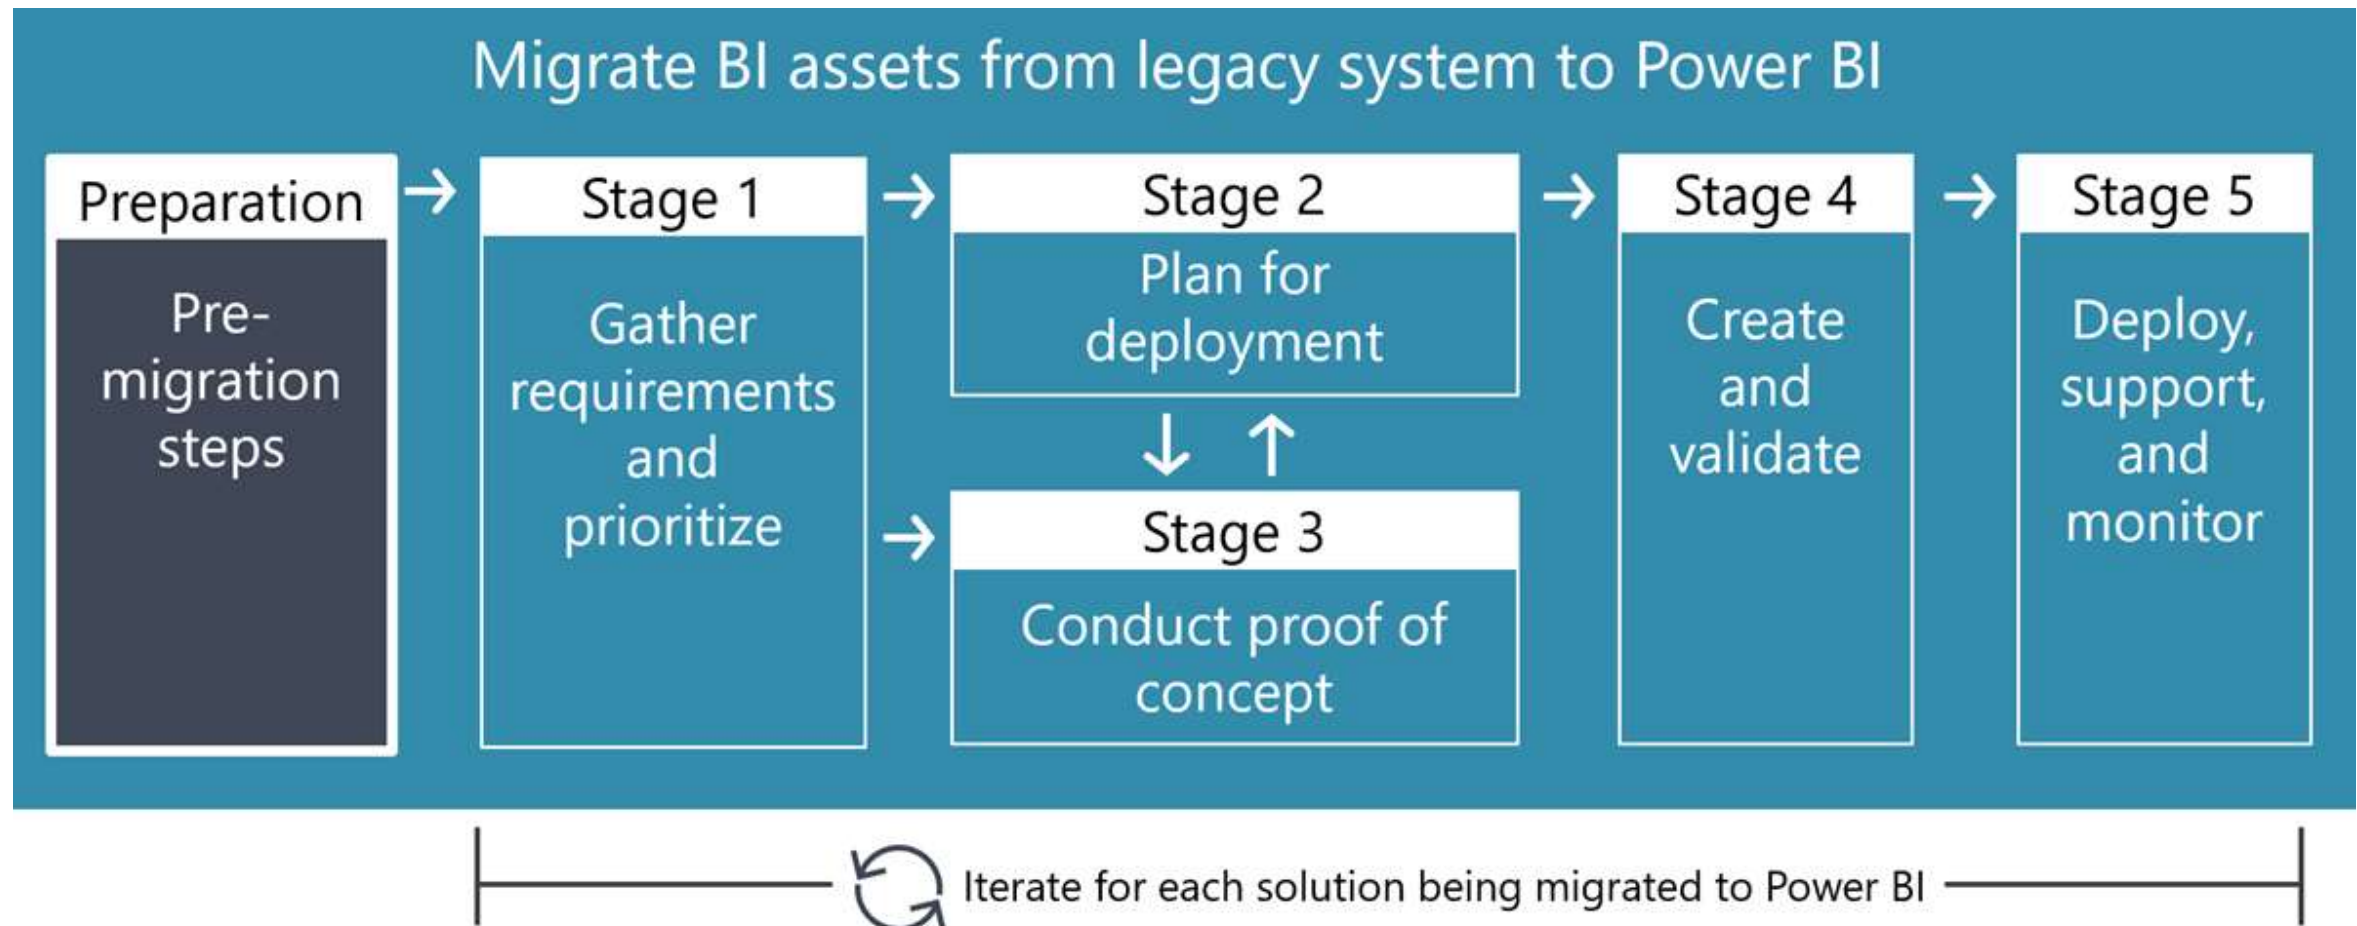 Migrate BI assets from legacy system to Power BI
Preparation
Pre-
migration
steps
Stage 1
Gather
requirements
and
prioritize
Stage 2
Plan for
deployment
Stage 3
Conduct proof of
concept
Stage 4
Create
and
validate
Stage 5
Deploy,
support,
and
monitor
Iterate for each solution being migrated to Power BI